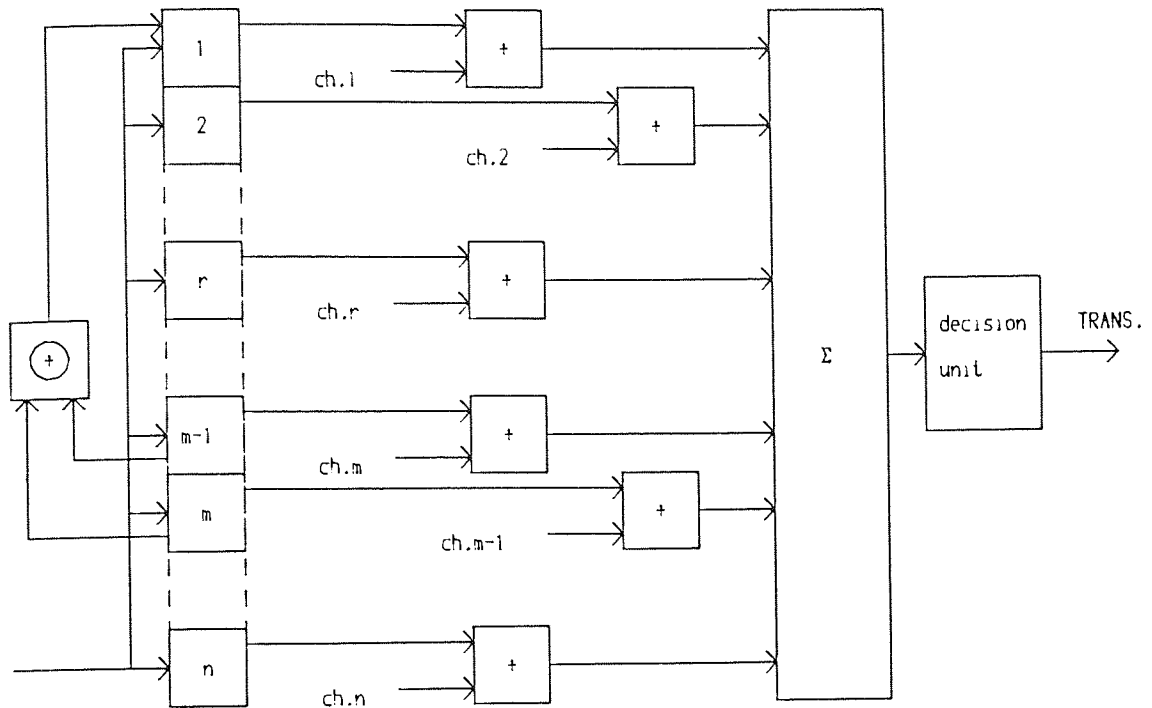 1
+
ch.1
2
+
ch.2
r
+
ch.r
+
Σ
decision
unit
TRANS.
m-1
+
ch.m
m
+
ch.m-1
n
+
ch.n